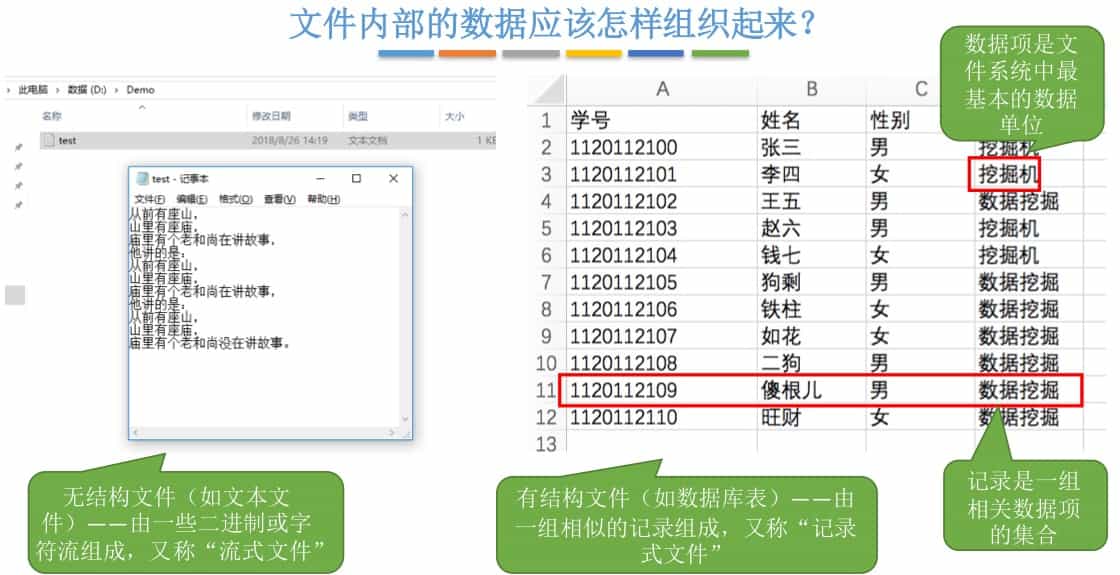 文件内部的数据应该怎样组织起来？
› 此电脑 › 数据 (D:) › Demo
名称 修改日期 类型 大小
test 2018/8/26 14:19 文本文档 1 KB
test - 记事本
文件(F) 编辑(E) 格式(O) 查看(V) 帮助(H)
从前有座山，
山里有座庙，
庙里有个老和尚在讲故事，
他讲的是：
从前有座山，
山里有座庙，
庙里有个老和尚在讲故事，
他讲的是：
从前有座山，
山里有座庙，
庙里有个老和尚没在讲故事。
无结构文件（如文本文
件）——由一些二进制或字
符流组成，又称“流式文件”
A B C
1 学号 姓名 性别
2 1120112100 张三 男 挖掘机
3 1120112101 李四 女 挖掘机
4 1120112102 王五 男 数据挖掘
5 1120112103 赵六 男 挖掘机
6 1120112104 钱七 女 挖掘机
7 1120112105 狗剩 男 数据挖掘
8 1120112106 铁柱 女 数据挖掘
9 1120112107 如花 女 数据挖掘
10 1120112108 二狗 男 数据挖掘
11 1120112109 傻根儿 男 数据挖掘
12 1120112110 旺财 女 数据挖掘
13
数据项是文
件系统中最
基本的数据
单位
有结构文件（如数据库表）——由
一组相似的记录组成，又称“记录
式文件”
记录是一组
相关数据项
的集合